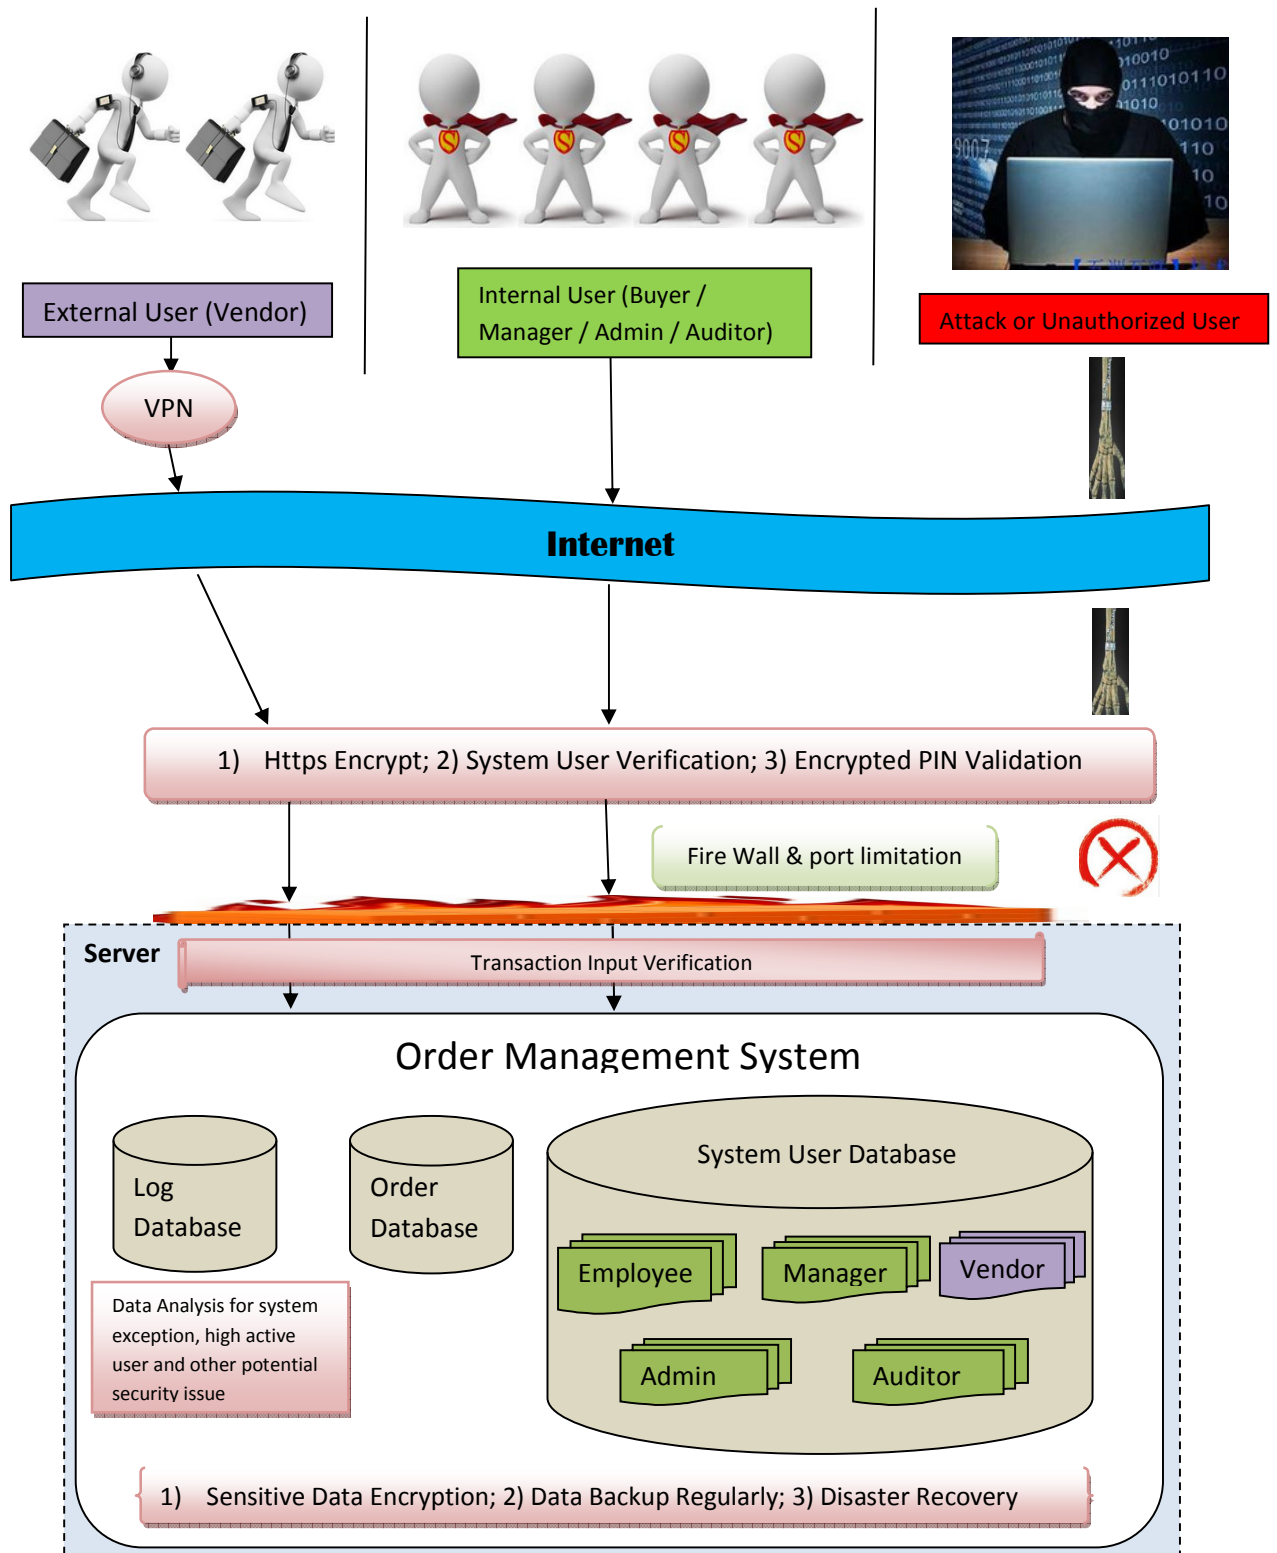 External User (Vendor)
Internal User (Buyer /
Manager / Admin / Auditor)
Attack or Unauthorized User
VPN
Internet
1) Https Encrypt; 2) System User Verification; 3) Encrypted PIN Validation
Fire Wall & port limitation
Server
Transaction Input Verification
Order Management System
Log
Database
Order
Database
System User Database
Employee
Manager
Vendor
Admin
Auditor
Data Analysis for system
exception, high active
user and other potential
security issue
1) Sensitive Data Encryption; 2) Data Backup Regularly; 3) Disaster Recovery